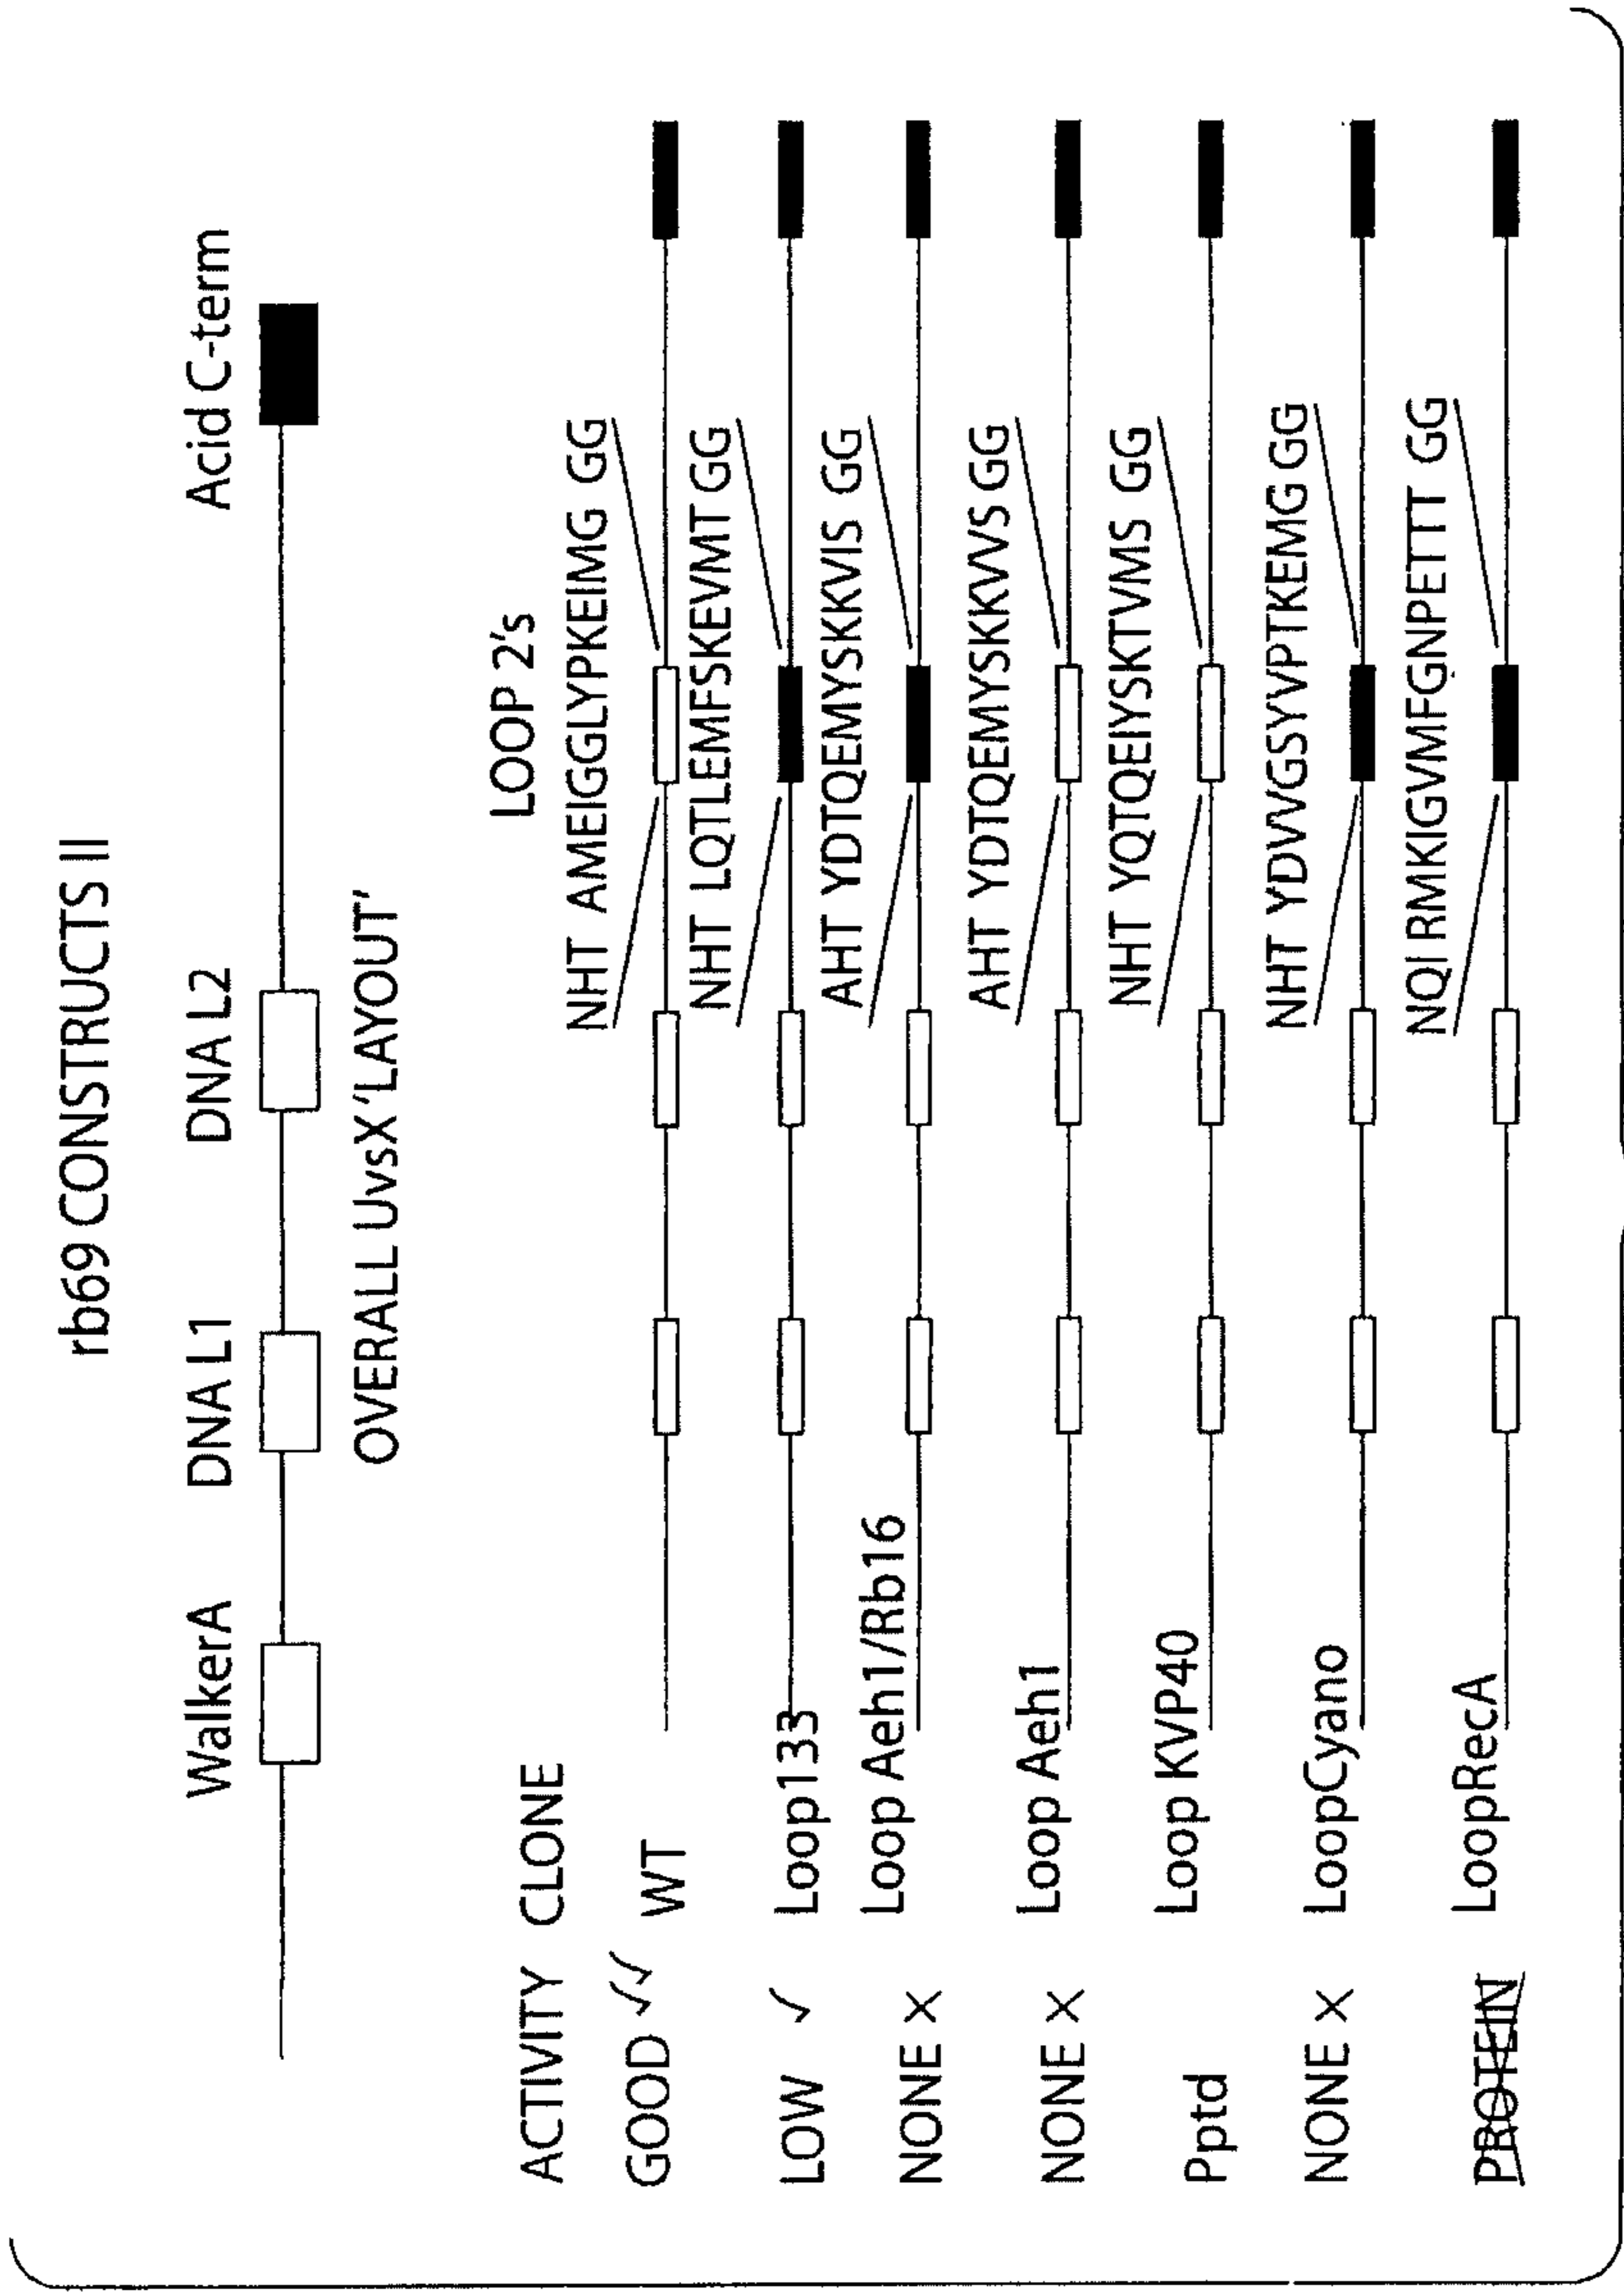 rb69 CONSTRUCTS II
WalkerA DNA L1 DNA L2 Acid C-term
OVERALL UvsX 'LAYOUT'
ACTIVITY CLONE LOOP 2's
GOOD ✓✓ WT NHT AMEIGGLYPKEIMG GG
LOW ✓ Loop133 NHT LQTLEMFSKEVMT GG
NONE × Loop Aeh1/Rb16 AHT YDTQEMYSKKVIS GG
NONE × Loop Aeh1 AHT YDTQEMYSKKVVS GG
Pptd Loop KVP40 NHT YQTQEIYSKTVMS GG
NONE × LoopCyano NHT YDVVGSYVPTKEMG GG
PROTEIN LoopRecA NQI RMKIGVMFGNPETTT GG